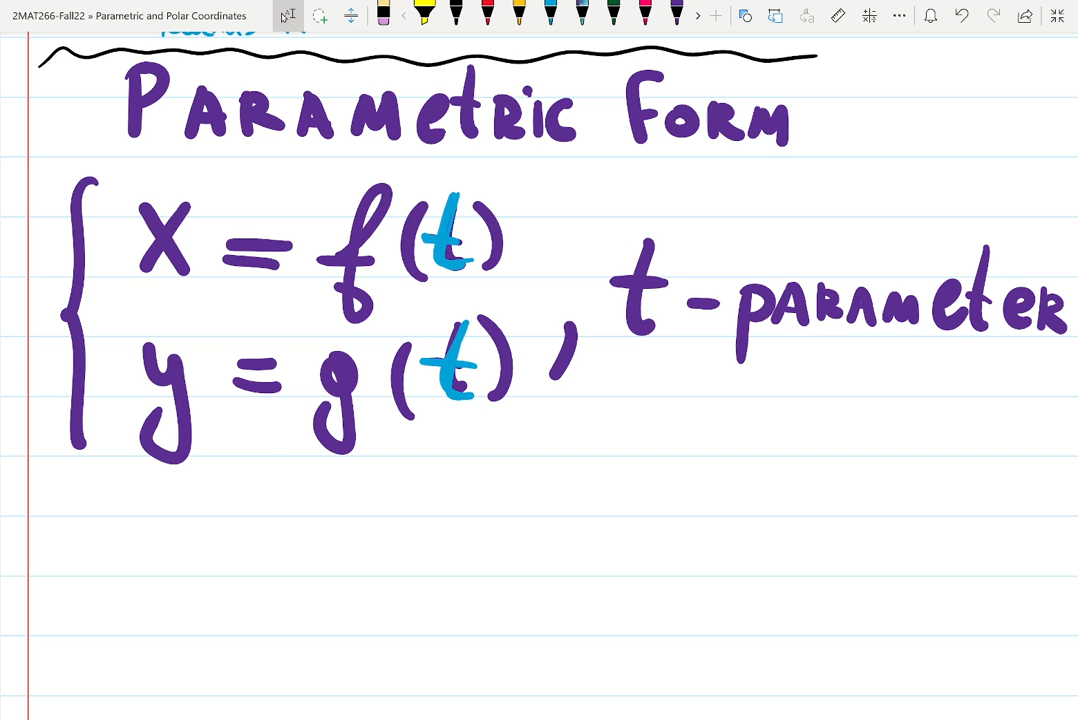 2MAT266-Fall22 » Parametric and Polar Coordinates
PARAMetRic FORM
x = f(t)
y = g(t) , t - PARAMeteR